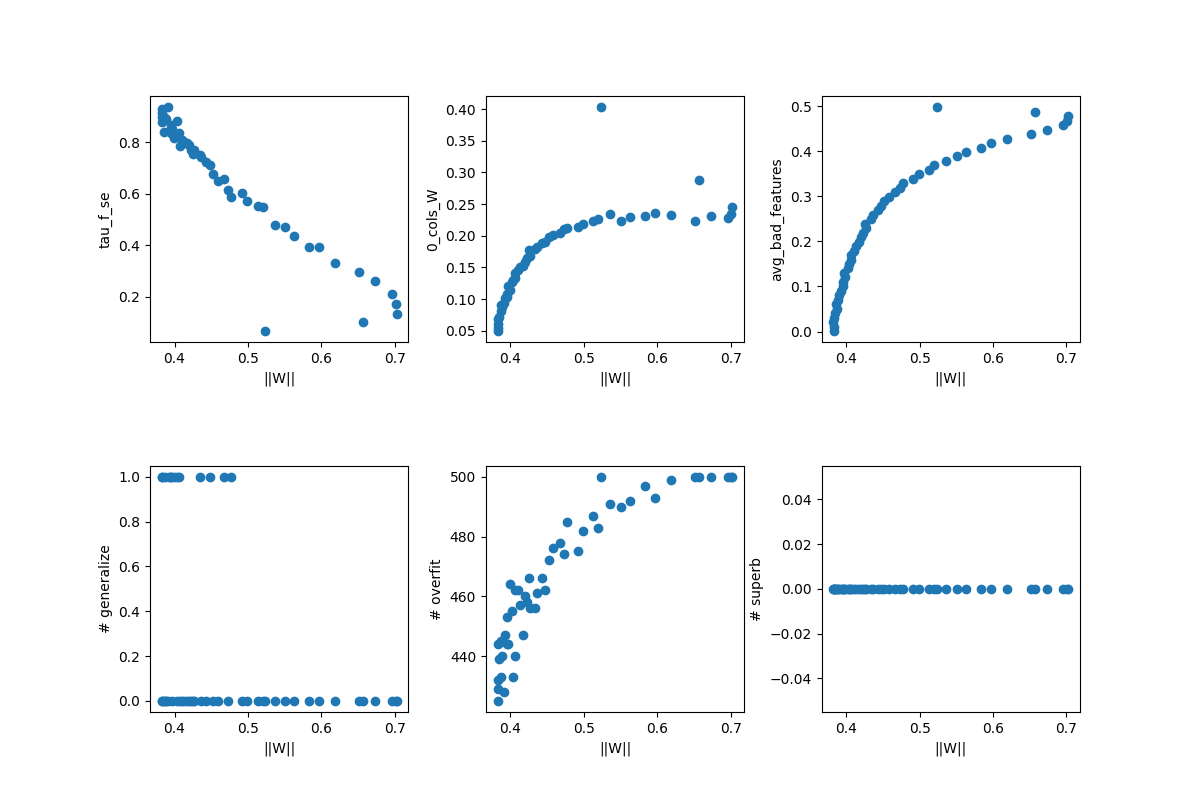 tau_f_se
0.8
0.6
0.4
0.2
0.4 0.5 0.6 0.7
||W||
0_cols_W
0.40
0.35
0.30
0.25
0.20
0.15
0.10
0.05
0.4 0.5 0.6 0.7
||W||
avg_bad_features
0.5
0.4
0.3
0.2
0.1
0.0
0.4 0.5 0.6 0.7
||W||
# generalize
1.0
0.8
0.6
0.4
0.2
0.0
0.4 0.5 0.6 0.7
||W||
# overfit
500
480
460
440
0.4 0.5 0.6 0.7
||W||
# superb
0.04
0.02
0.00
−0.02
−0.04
0.4 0.5 0.6 0.7
||W||